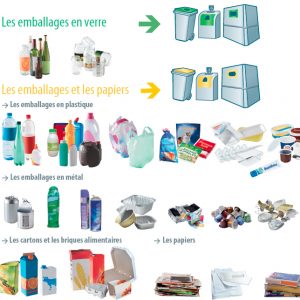 Les emballages en verre
Les emballages et les papiers
→ Les emballages en plastique
→ Les emballages en métal
→ Les cartons et les briques alimentaires
→ Les papiers